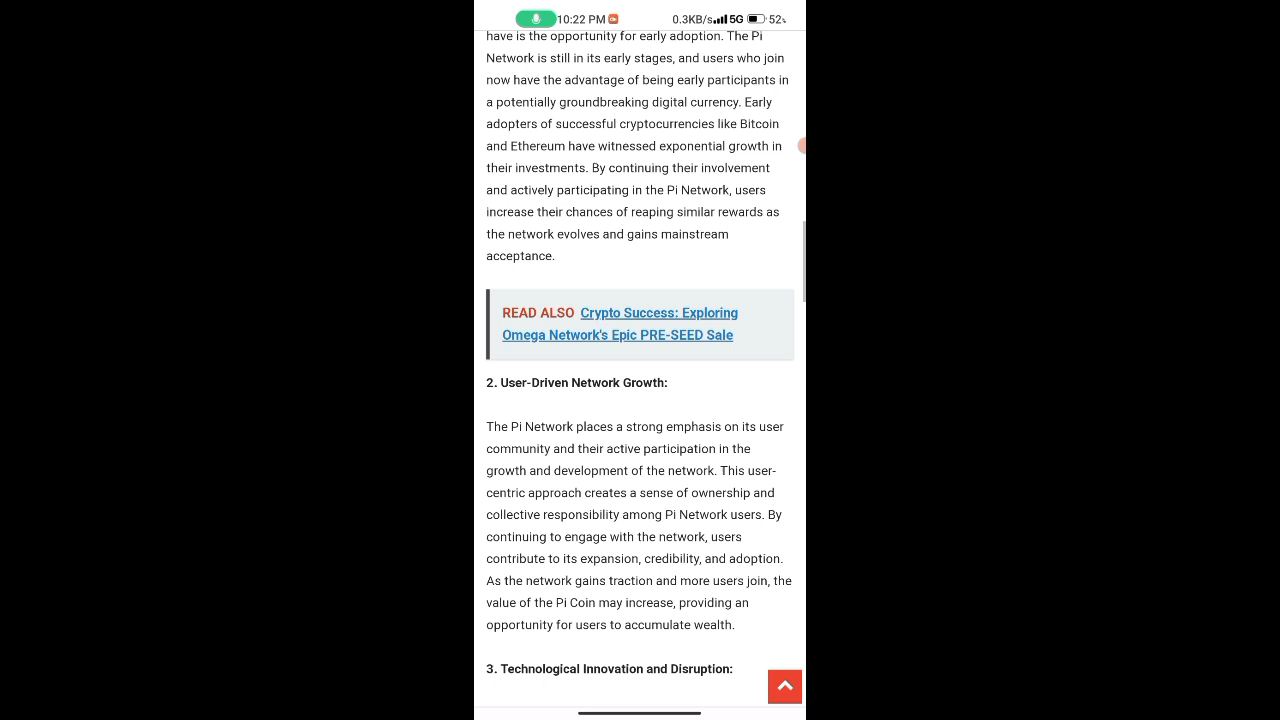 10:22 PM 0.3KB/s 5G 52%
have is the opportunity for early adoption. The Pi
Network is still in its early stages, and users who join
now have the advantage of being early participants in
a potentially groundbreaking digital currency. Early
adopters of successful cryptocurrencies like Bitcoin
and Ethereum have witnessed exponential growth in
their investments. By continuing their involvement
and actively participating in the Pi Network, users
increase their chances of reaping similar rewards as
the network evolves and gains mainstream
acceptance.
READ ALSO Crypto Success: Exploring
Omega Network's Epic PRE-SEED Sale
2. User-Driven Network Growth:
The Pi Network places a strong emphasis on its user
community and their active participation in the
growth and development of the network. This user-
centric approach creates a sense of ownership and
collective responsibility among Pi Network users. By
continuing to engage with the network, users
contribute to its expansion, credibility, and adoption.
As the network gains traction and more users join, the
value of the Pi Coin may increase, providing an
opportunity for users to accumulate wealth.
3. Technological Innovation and Disruption: